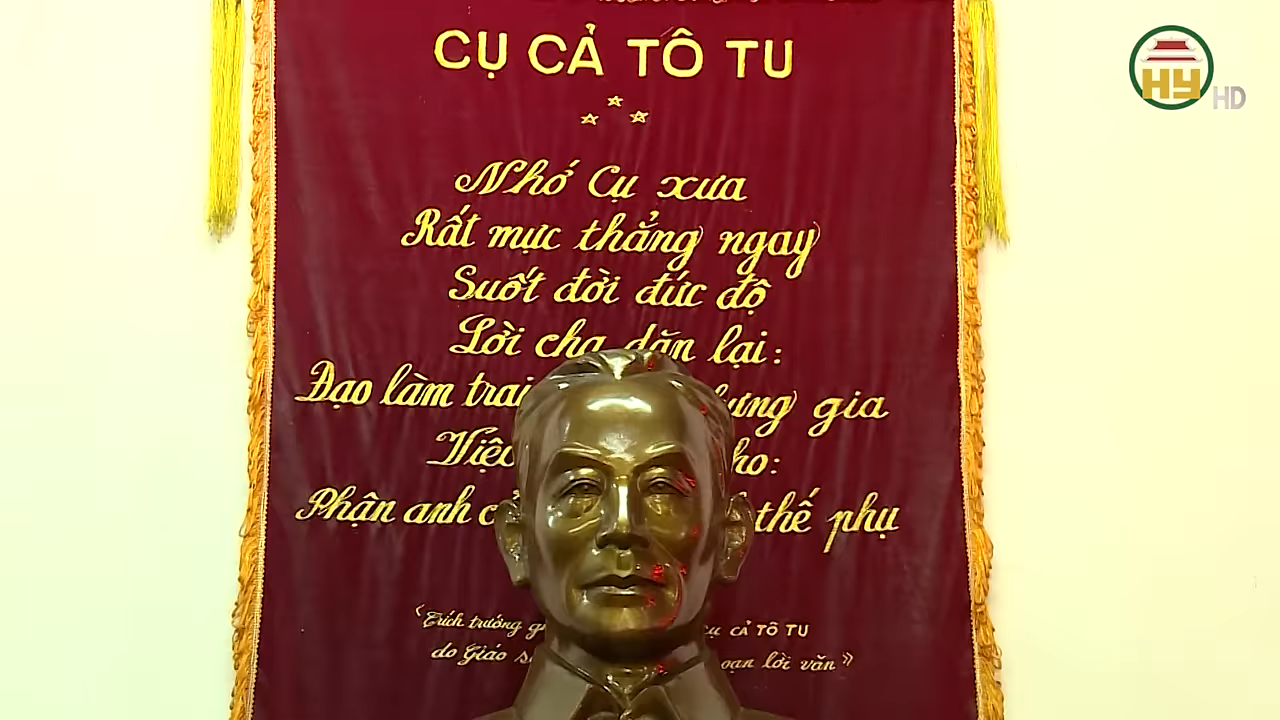 CỤ CẢ TÔ TU
HY HD
Nhớ Cụ xưa
Rất mực thẳng ngay
Suốt đời đức độ
Lời cha dặn lại:
Đạo làm trai gia
Việc
Phận anh thế phụ
"Trích trường CỤ CẢ TÔ TU
do Giáo lời văn"